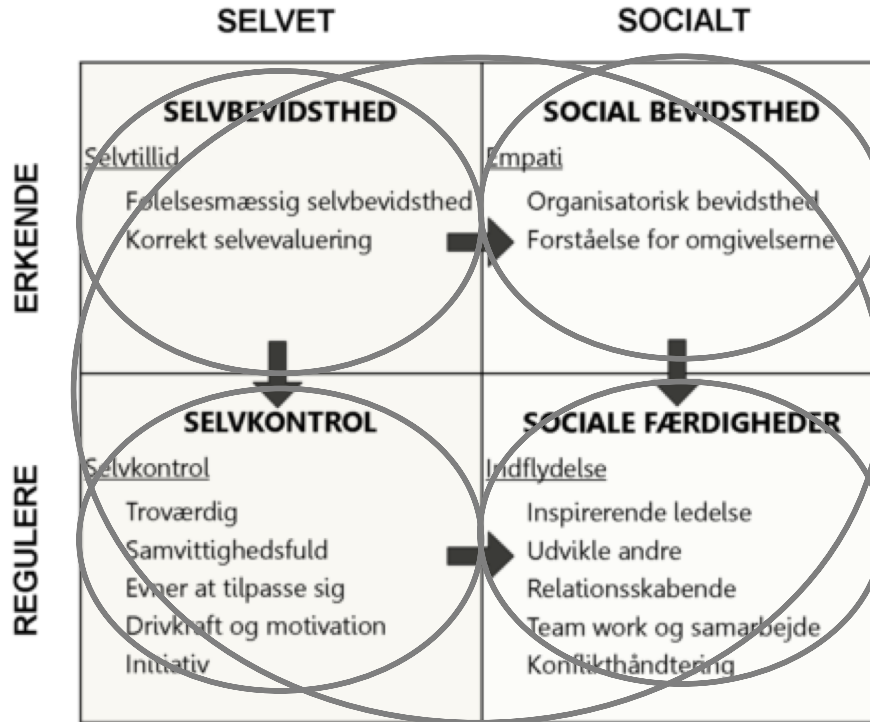 SELVET
SOCIALT
ERKENDE
SELVBEVIDSTHED
Selvtillid
Følelsesmæssig selvbevidsthed
Korrekt selvevaluering
SOCIAL BEVIDSTHED
Empati
Organisatorisk bevidsthed
Forståelse for omgivelserne
REGULERE
SELVKONTROL
Selvkontrol
Troværdig
Samvittighedsfuld
Evner at tilpasse sig
Drivkraft og motivation
Initiativ
SOCIALE FÆRDIGHEDER
Indflydelse
Inspirerende ledelse
Udvikle andre
Relationsskabende
Team work og samarbejde
Konflikthåndtering